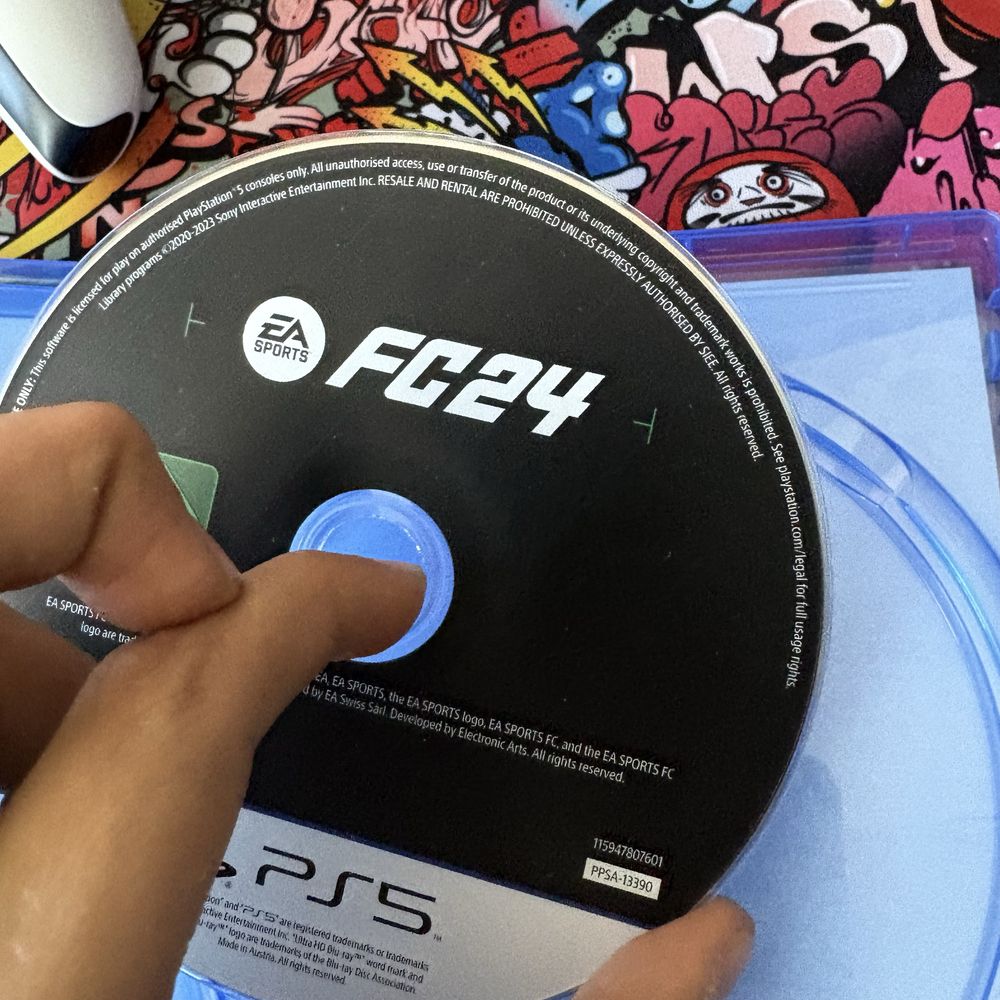 E ONLY: This software is licensed for play on authorised PlayStation®5 consoles only. All unauthorised access, use or transfer of the product or its underlying copyright and trademark works is prohibited. See playstation.com/legal for full usage rights.
Library programs ©2020-2023 Sony Interactive Entertainment Inc. RESALE AND RENTAL ARE PROHIBITED UNLESS EXPRESSLY AUTHORISED BY SIEE. All rights reserved.
EA
SPORTS™
FC24
EA SPORTS FC
logo are
EA, EA SPORTS, the EA SPORTS logo, EA SPORTS FC, and the EA SPORTS FC
by EA Swiss Sàrl. Developed by Electronic Arts. All rights reserved.
115947807601
PPSA-13390
® PS5™
and "PS5" are registered trademarks or trademarks
Entertainment Inc. "Ultra HD Blu-ray™" word mark and
logo are trademarks of the Blu-ray Disc Association.
Made in Austria. All rights reserved.